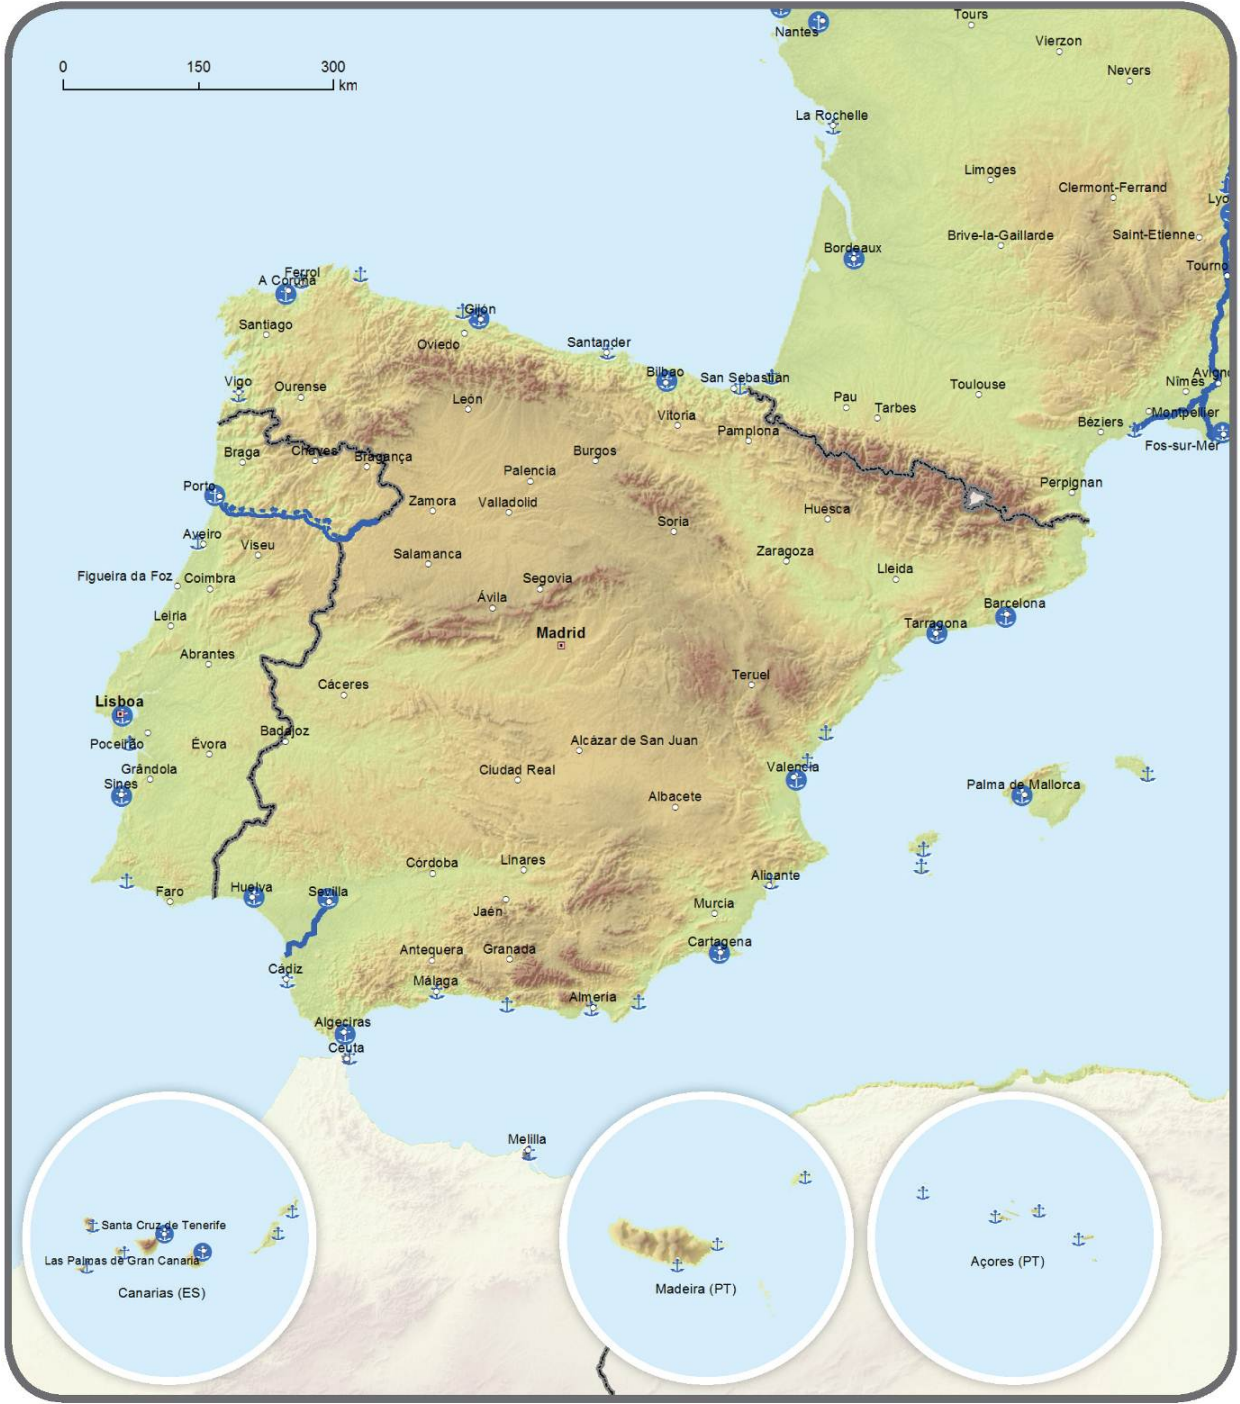 Tours
Nantes
Vierzon
0 150 300
km
Nevers
La Rochelle
Limoges
Clermont-Ferrand
Lyo
Brive-la-Gaillarde
Saint-Etienne
Bordeaux
Tourno
Ferrol
A Coruña
Gijón
Santiago
Oviedo
Santander
Bilbao
San Sebastián
Avigno
Vigo
Ourense
Toulouse
Nîmes
León
Pau
Tarbes
Montpellier
Vitoria
Béziers
Pamplona
Fos-sur-Mer
Braga
Chaves
Bragança
Burgos
Palencia
Perpignan
Porto
Zamora
Valladolid
Huesca
Soria
Aveiro
Viseu
Salamanca
Zaragoza
Lleida
Figueira da Foz
Coimbra
Segovia
Ávila
Barcelona
Leiria
Tarragona
Madrid
Abrantes
Teruel
Cáceres
Lisboa
Badajoz
Poceirão
Évora
Alcázar de San Juan
Grândola
Ciudad Real
Valencia
Sines
Palma de Mallorca
Albacete
Córdoba
Linares
Faro
Huelva
Sevilla
Alicante
Jaén
Murcia
Antequera
Granada
Cartagena
Cádiz
Málaga
Almeria
Algeciras
Ceuta
Melilla
Santa Cruz de Tenerife
Las Palmas de Gran Canaria
Canarias (ES)
Madeira (PT)
Açores (PT)